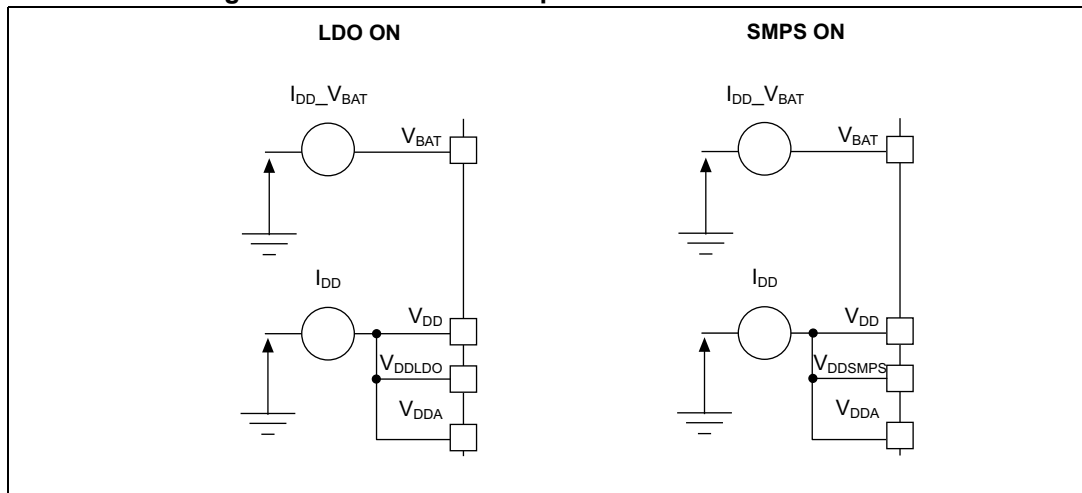 LDO ON
SMPS ON
I_DD_V_BAT
V_BAT
I_DD
V_DD
V_DDLDO
V_DDA
I_DD_V_BAT
V_BAT
I_DD
V_DD
V_DDSMPS
V_DDA